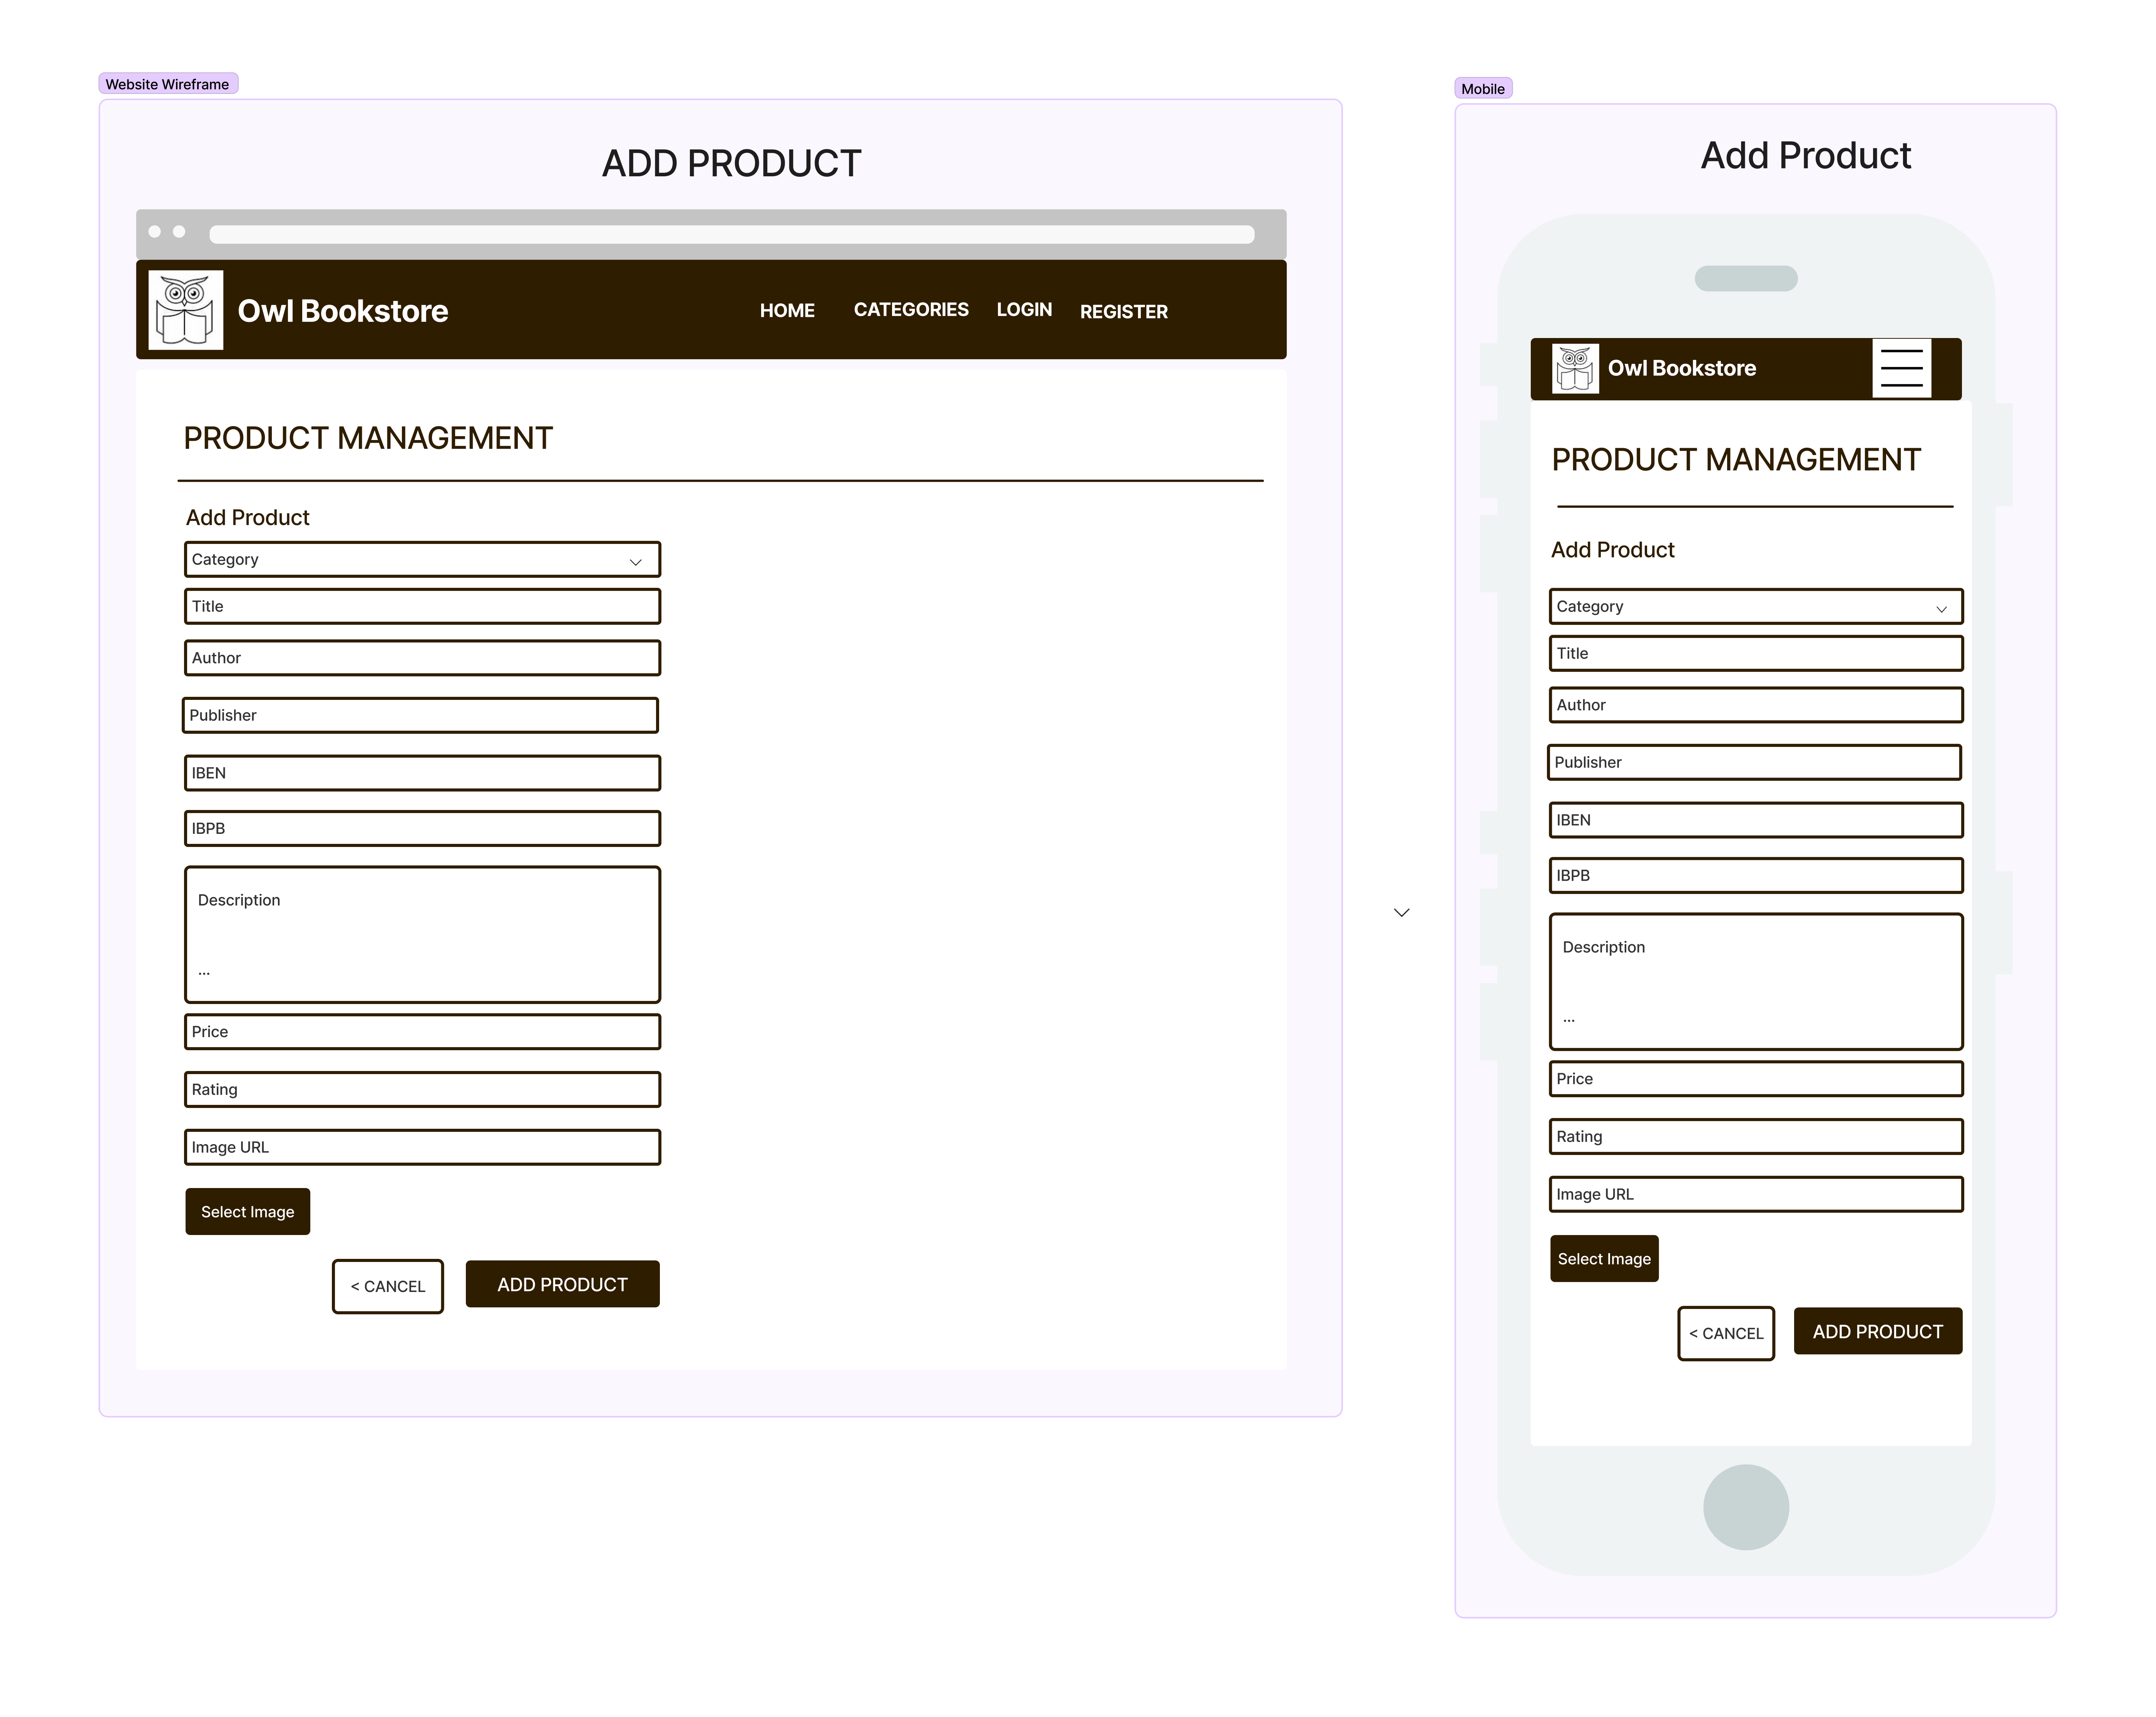 Website Wireframe
ADD PRODUCT
Owl Bookstore
HOME CATEGORIES LOGIN REGISTER
PRODUCT MANAGEMENT
Add Product
Category
Title
Author
Publisher
IBEN
IBPB
Description
...
Price
Rating
Image URL
Select Image
< CANCEL ADD PRODUCT
Mobile
Add Product
Owl Bookstore
PRODUCT MANAGEMENT
Add Product
Category
Title
Author
Publisher
IBEN
IBPB
Description
...
Price
Rating
Image URL
Select Image
< CANCEL ADD PRODUCT